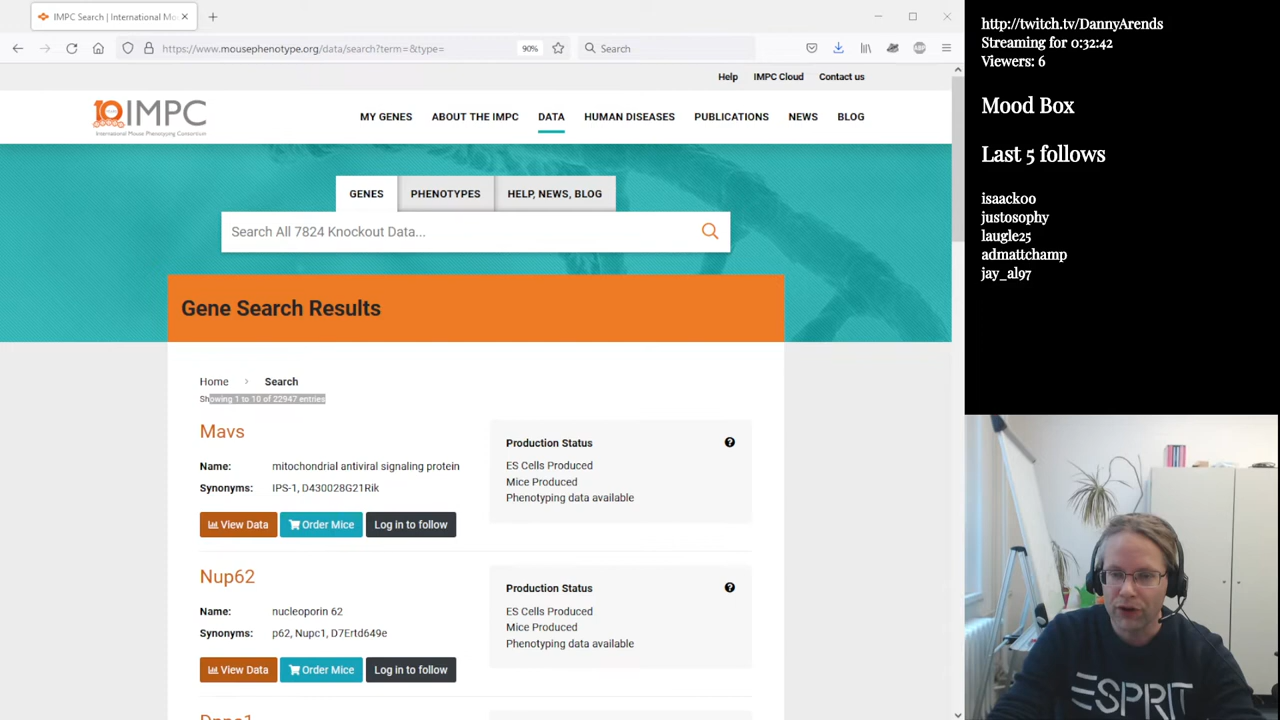 IMPC Search | International Mo
https://www.mousephenotype.org/data/search?term=&type=
90%
Search
Help
IMPC Cloud
Contact us
10 IMPC
International Mouse Phenotyping Consortium
MY GENES
ABOUT THE IMPC
DATA
HUMAN DISEASES
PUBLICATIONS
NEWS
BLOG
GENES
PHENOTYPES
HELP, NEWS, BLOG
Search All 7824 Knockout Data...
Gene Search Results
Home > Search
Showing 1 to 10 of 22947 entries
Mavs
Name: mitochondrial antiviral signaling protein
Synonyms: IPS-1, D430028G21Rik
View Data
Order Mice
Log in to follow
Production Status
ES Cells Produced
Mice Produced
Phenotyping data available
Nup62
Name: nucleoporin 62
Synonyms: p62, Nupc1, D7Ertd649e
View Data
Order Mice
Log in to follow
Production Status
ES Cells Produced
Mice Produced
Phenotyping data available
http://twitch.tv/DannyArends
Streaming for 0:32:42
Viewers: 6
Mood Box
Last 5 follows
isaackoo
justosophy
laugle25
admattchamp
jay_al97
ESPRIT